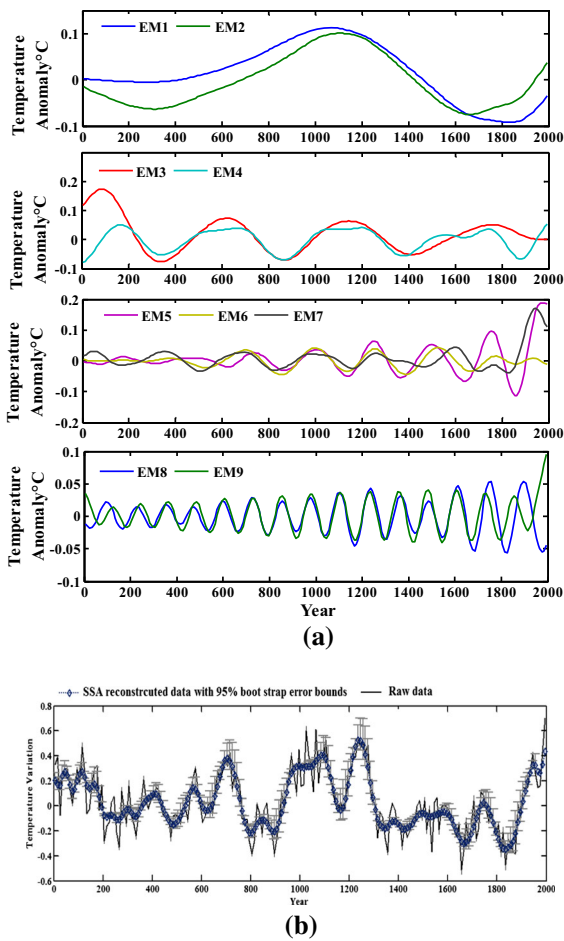 EM1 EM2
Temperature
Anomaly°C
0.1
0
-0.1
0 200 400 600 800 1000 1200 1400 1600 1800 2000
EM3 EM4
Temperature
Anomaly°C
0.2
0.1
0
-0.1
0 200 400 600 800 1000 1200 1400 1600 1800 2000
EM5 EM6 EM7
Temperature
Anomaly°C
0.2
0.1
0
-0.1
-0.2
0 200 400 600 800 1000 1200 1400 1600 1800 2000
EM8 EM9
Temperature
Anomaly°C
0.1
0.05
0
-0.05
-0.1
0 200 400 600 800 1000 1200 1400 1600 1800 2000
Year
(a)
SSA reconstrcuted data with 95% boot strap error bounds Raw data
Temperature Variation
0.8
0.6
0.4
0.2
0
-0.2
-0.4
-0.6
0 200 400 600 800 1000 1200 1400 1600 1800 2000
Year
(b)